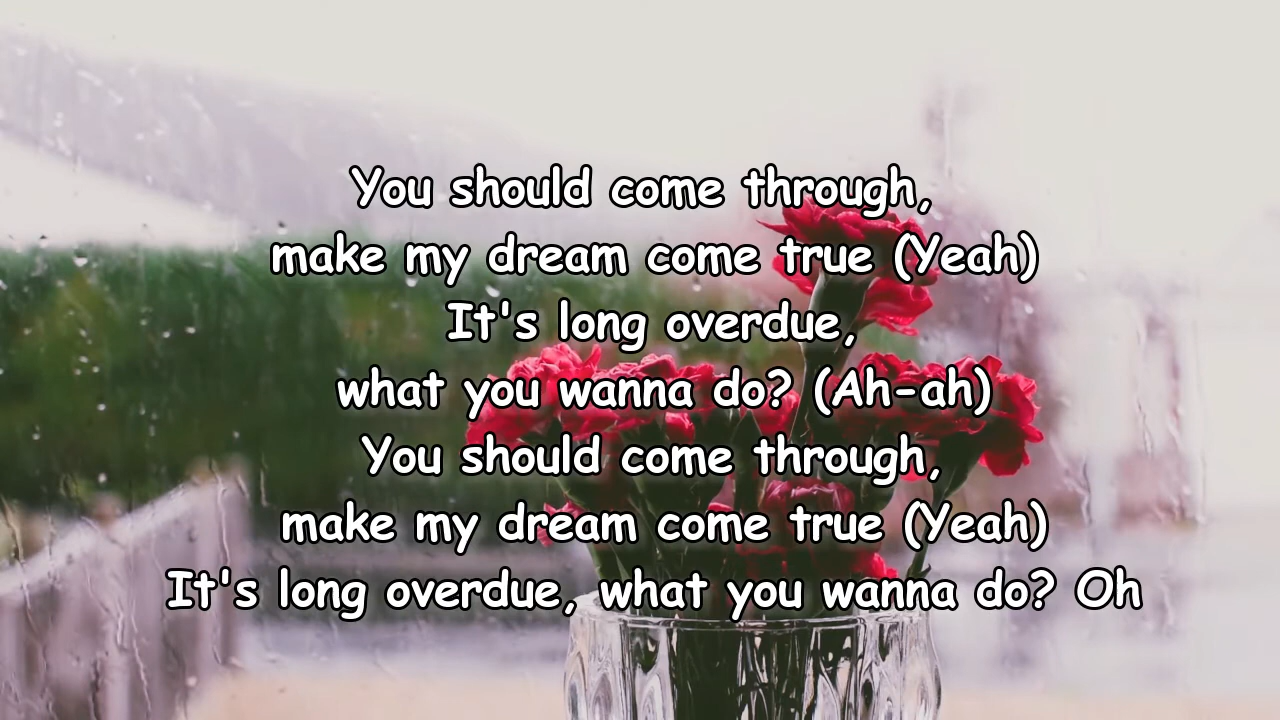 You should come through,
make my dream come true (Yeah)
It's long overdue,
what you wanna do? (Ah-ah)
You should come through,
make my dream come true (Yeah)
It's long overdue, what you wanna do? Oh